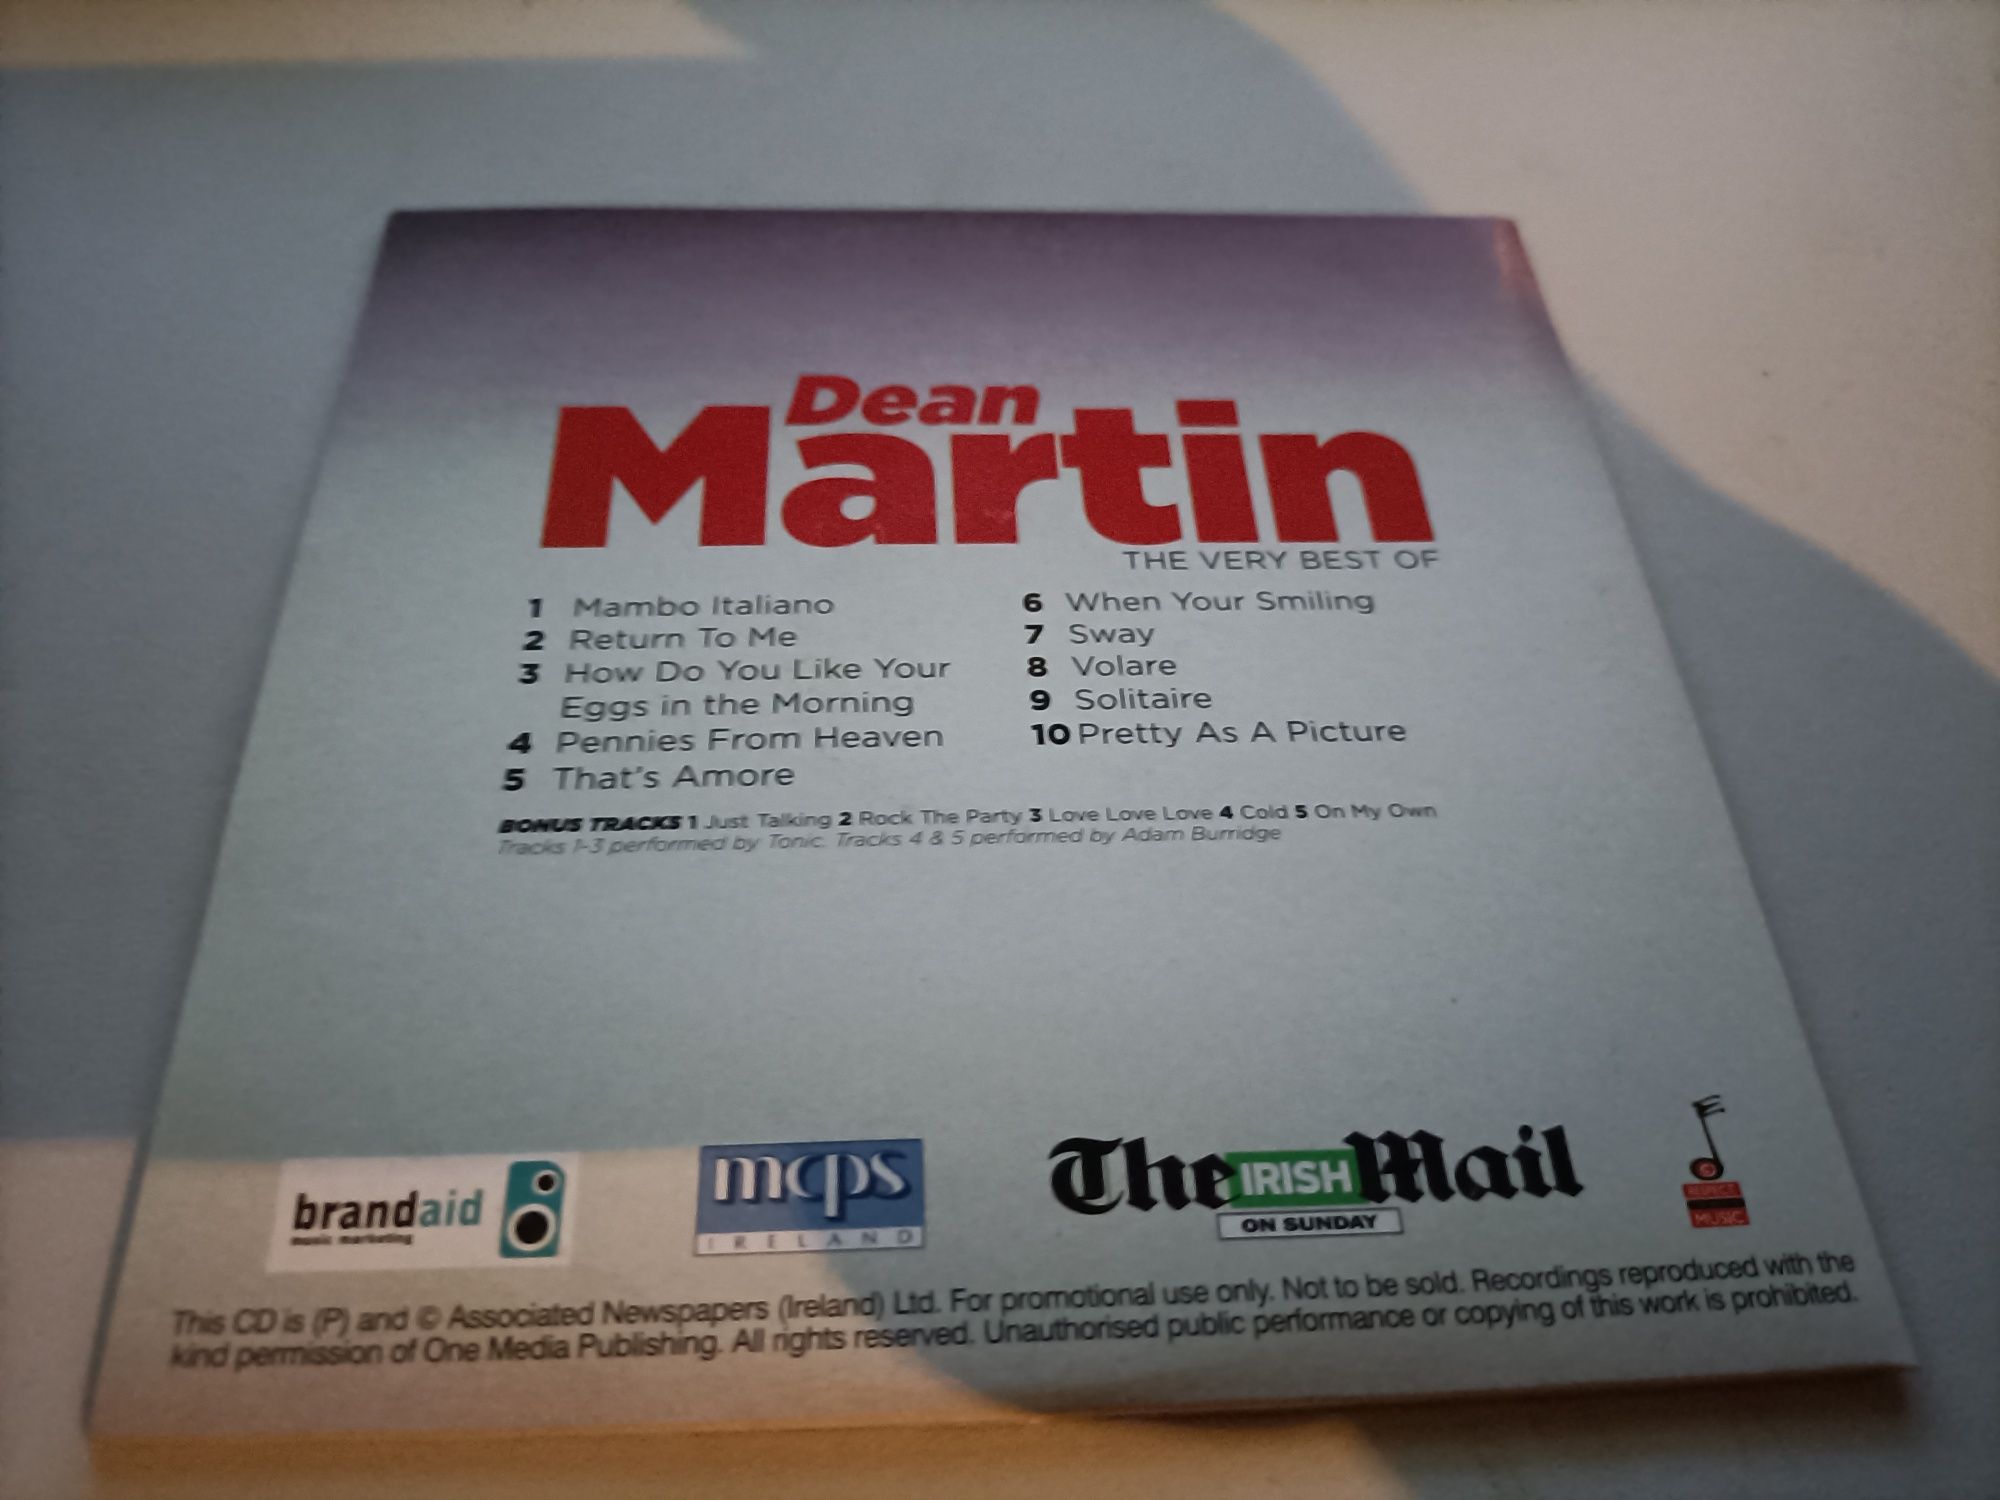 Dean
Martin
THE VERY BEST OF
1 Mambo Italiano
2 Return To Me
3 How Do You Like Your
Eggs in the Morning
4 Pennies From Heaven
5 That's Amore
6 When Your Smiling
7 Sway
8 Volare
9 Solitaire
10 Pretty As A Picture
BONUS TRACKS 1 Just Talking 2 Rock The Party 3 Love Love Love 4 Cold 5 On My Own
Tracks 1-3 performed by Tonic. Tracks 4 & 5 performed by Adam Burridge
brandaid
music marketing
mcps
IRELAND
The IRISH Mail
ON SUNDAY
RESPECT
MUSIC
This CD is (P) and © Associated Newspapers (Ireland) Ltd. For promotional use only. Not to be sold. Recordings reproduced with the
kind permission of One Media Publishing. All rights reserved. Unauthorised public performance or copying of this work is prohibited.